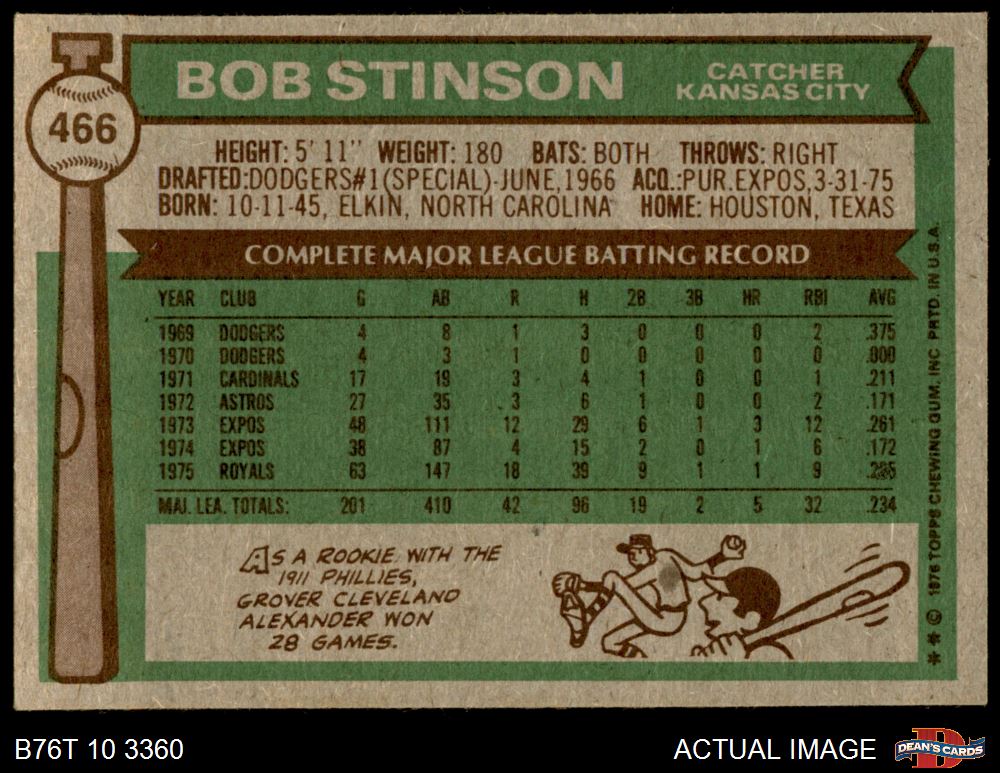 466
BOB STINSON
CATCHER
KANSAS CITY
HEIGHT: 5' 11" WEIGHT: 180 BATS: BOTH THROWS: RIGHT
DRAFTED:DODGERS#1(SPECIAL)-JUNE,1966 ACQ.:PUR.EXPOS,3-31-75
BORN: 10-11-45, ELKIN, NORTH CAROLINA HOME: HOUSTON, TEXAS
COMPLETE MAJOR LEAGUE BATTING RECORD
YEAR CLUB G AB R H 2B 3B HR RBI AVG
1969 DODGERS 4 8 1 3 0 0 0 2 .375
1970 DODGERS 4 3 1 0 0 0 0 0 .000
1971 CARDINALS 17 19 3 4 1 0 0 1 .211
1972 ASTROS 27 35 3 6 1 0 0 2 .171
1973 EXPOS 48 111 12 29 6 1 3 12 .261
1974 EXPOS 38 87 4 15 2 0 1 6 .172
1975 ROYALS 63 147 18 39 9 1 1 9
MAJ. LEA. TOTALS: 201 410 42 96 19 2 5 32 .234
AS A ROOKIE WITH THE
1911 PHILLIES,
GROVER CLEVELAND
ALEXANDER WON
28 GAMES.
** © 1976 TOPPS CHEWING GUM, INC PRTD. IN U.S.A.
B76T 10 3360
ACTUAL IMAGE
DEAN'S CARDS